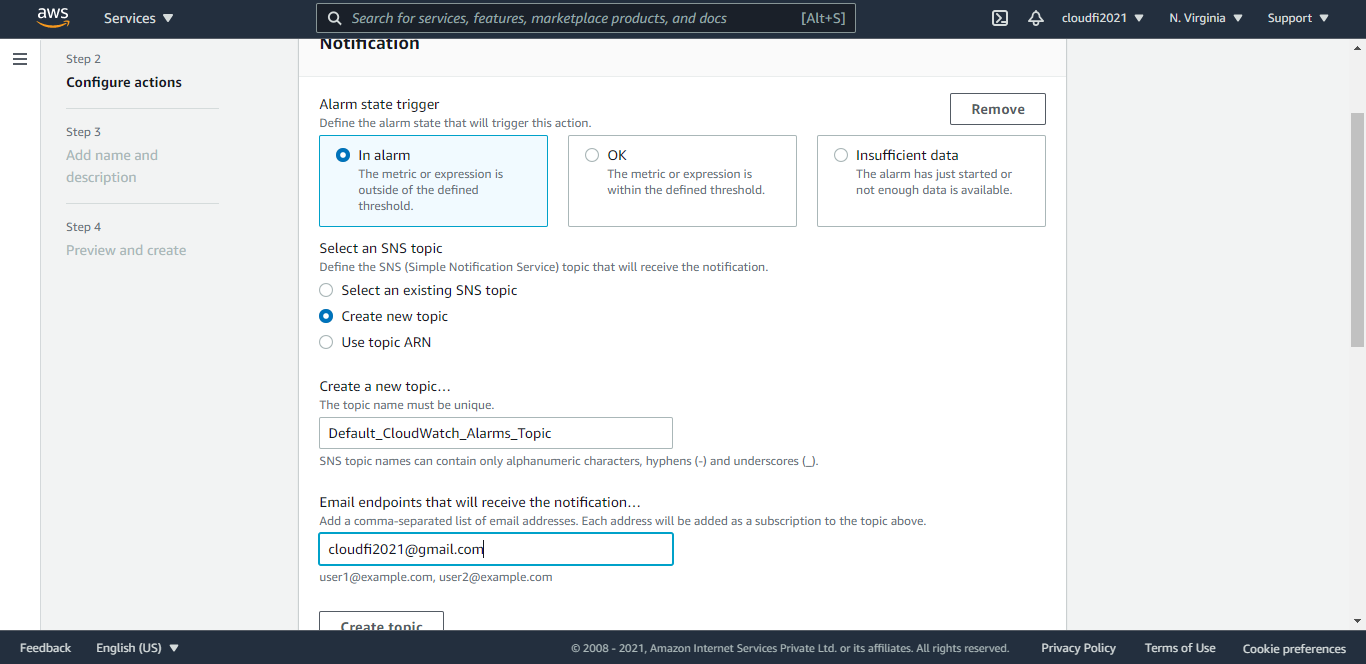 aws
Services
Search for services, features, marketplace products, and docs [Alt+S]
cloudfi2021
N. Virginia
Support
Step 2
Configure actions
Step 3
Add name and
description
Step 4
Preview and create
Notification
Alarm state trigger
Define the alarm state that will trigger this action.
Remove
In alarm
The metric or expression is
outside of the defined
threshold.
OK
The metric or expression is
within the defined threshold.
Insufficient data
The alarm has just started or
not enough data is available.
Select an SNS topic
Define the SNS (Simple Notification Service) topic that will receive the notification.
Select an existing SNS topic
Create new topic
Use topic ARN
Create a new topic…
The topic name must be unique.
Default_CloudWatch_Alarms_Topic
SNS topic names can contain only alphanumeric characters, hyphens (-) and underscores (_).
Email endpoints that will receive the notification…
Add a comma-separated list of email addresses. Each address will be added as a subscription to the topic above.
cloudfi2021@gmail.com
user1@example.com, user2@example.com
Create topic
Feedback
English (US)
© 2008 - 2021, Amazon Internet Services Private Ltd. or its affiliates. All rights reserved.
Privacy Policy
Terms of Use
Cookie preferences